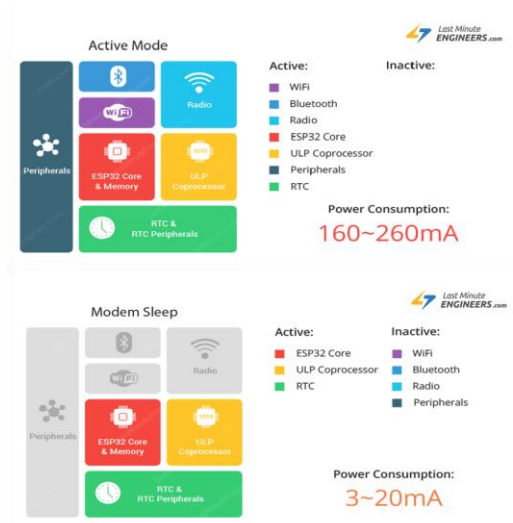 Last Minute
ENGINEERS.com
Active Mode
WiFi
Radio
Peripherals
ESP32 Core
& Memory
ULP
Coprocessor
RTC &
RTC Peripherals
Active:
WiFi
Bluetooth
Radio
ESP32 Core
ULP Coprocessor
Peripherals
RTC
Inactive:
Power Consumption:
160~260mA
Last Minute
ENGINEERS.com
Modem Sleep
WiFi
Radio
Peripherals
ESP32 Core
& Memory
ULP
Coprocessor
RTC &
RTC Peripherals
Active:
ESP32 Core
ULP Coprocessor
RTC
Inactive:
WiFi
Bluetooth
Radio
Peripherals
Power Consumption:
3~20mA